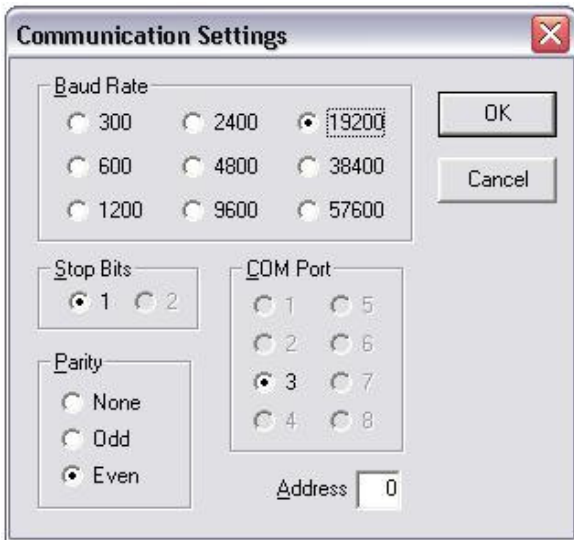 Communication Settings
Baud Rate
300 2400 19200
600 4800 38400
1200 9600 57600
OK
Cancel
Stop Bits
1 2
COM Port
1 5
2 6
3 7
4 8
Parity
None
Odd
Even
Address 0